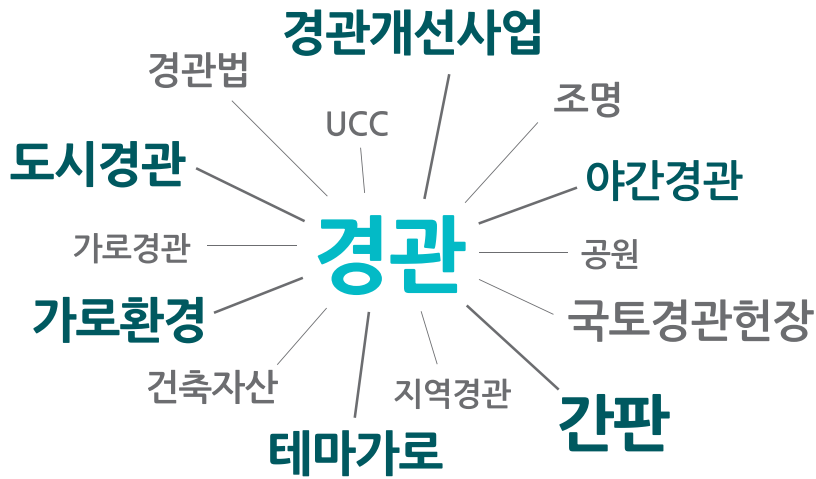 경관개선사업
경관법
조명
UCC
도시경관
야간경관
가로경관
경관
공원
가로환경
국토경관헌장
건축자산
지역경관
간판
테마가로